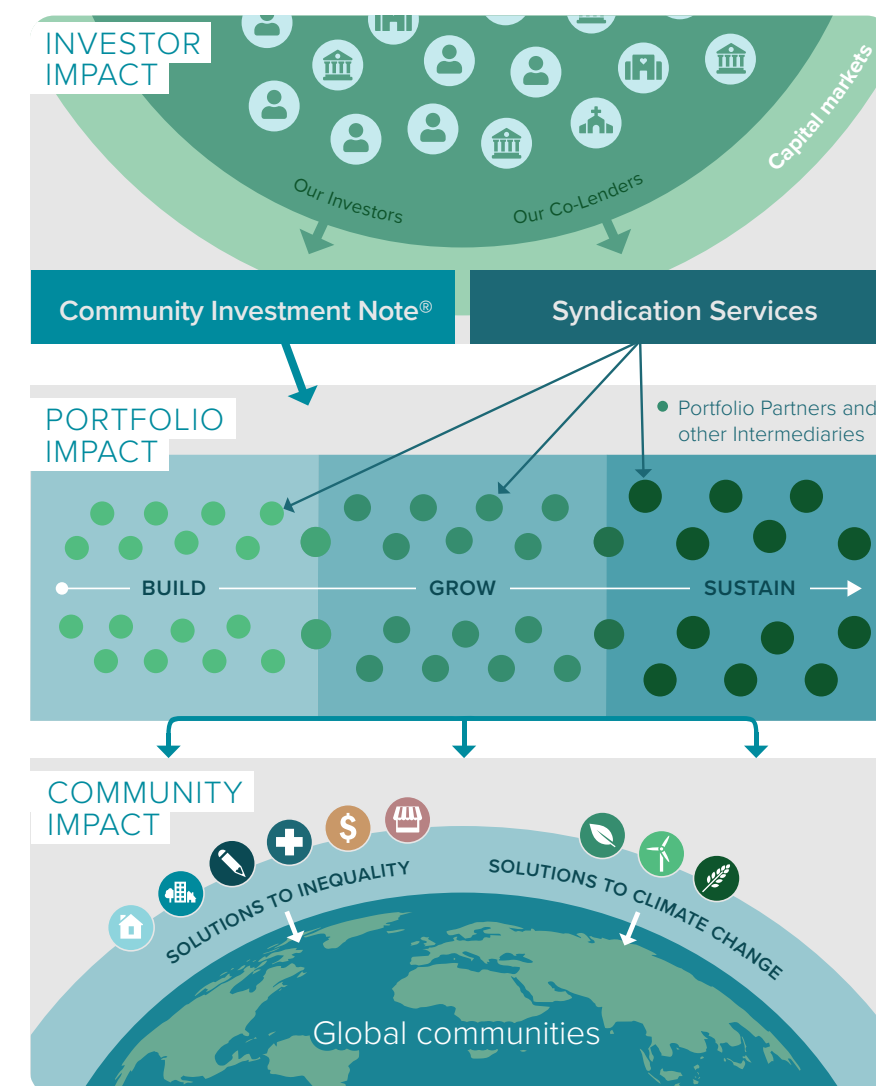 INVESTOR
IMPACT
Capital markets
Our Investors
Our Co-Lenders
Community Investment Note®
Syndication Services
PORTFOLIO
IMPACT
Portfolio Partners and
other Intermediaries
BUILD
GROW
SUSTAIN
COMMUNITY
IMPACT
$
SOLUTIONS TO INEQUALITY
SOLUTIONS TO CLIMATE CHANGE
Global communities